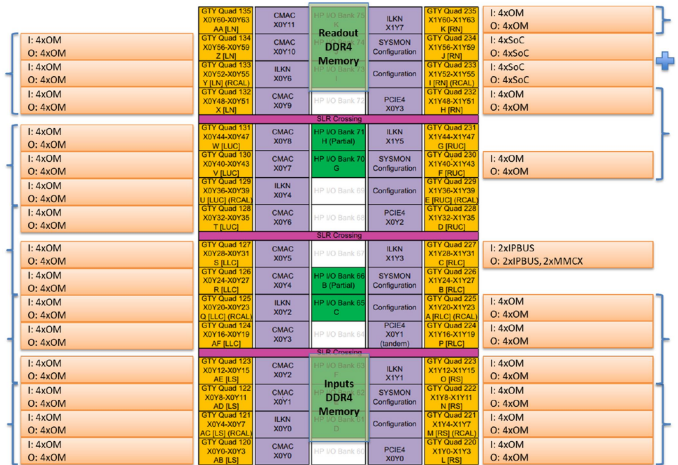 GTY Quad 135
X0Y60-X0Y63
AA [LN]
CMAC
X0Y11
HP I/O Bank 75
Readout
DDR4
Memory
ILKN
X1Y7
GTY Quad 235
X1Y60-X1Y63
K [RN]
I: 4xOM
O: 4xOM
I: 4xOM
O: 4xOM
GTY Quad 134
X0Y56-X0Y59
Z [LN]
CMAC
X0Y10
SYSMON
Configuration
GTY Quad 234
X1Y56-X1Y59
J [RN]
I: 4xSoC
O: 4xSoC
I: 4xOM
O: 4xOM
GTY Quad 133
X0Y52-X0Y55
Y [LN] (RCAL)
ILKN
X0Y6
Configuration
GTY Quad 233
X1Y52-X1Y55
I [RN] (RCAL)
I: 4xSoC
O: 4xSoC
I: 4xOM
O: 4xOM
GTY Quad 132
X0Y48-X0Y51
X [LN]
CMAC
X0Y9
HP I/O Bank 72
PCIE4
X0Y3
GTY Quad 232
X1Y48-X1Y51
H [RN]
I: 4xOM
O: 4xOM
SLR Crossing
I: 4xOM
O: 4xOM
GTY Quad 131
X0Y44-X0Y47
W [LUC]
CMAC
X0Y8
HP I/O Bank 71
H (Partial)
ILKN
X1Y5
GTY Quad 231
X1Y44-X1Y47
G [RUC]
I: 4xOM
O: 4xOM
GTY Quad 130
X0Y40-X0Y43
V [LUC]
CMAC
X0Y7
HP I/O Bank 70
G
SYSMON
Configuration
GTY Quad 230
X1Y40-X1Y43
F [RUC]
I: 4xOM
O: 4xOM
I: 4xOM
O: 4xOM
GTY Quad 129
X0Y36-X0Y39
U [LUC] (RCAL)
ILKN
X0Y4
HP I/O Bank 69
Configuration
GTY Quad 229
X1Y36-X1Y39
E [RUC] (RCAL)
I: 4xOM
O: 4xOM
GTY Quad 128
X0Y32-X0Y35
T [LUC]
CMAC
X0Y6
HP I/O Bank 68
PCIE4
X0Y2
GTY Quad 228
X1Y32-X1Y35
D [RUC]
SLR Crossing
I: 4xOM
O: 4xOM
GTY Quad 127
X0Y28-X0Y31
S [LLC]
CMAC
X0Y5
HP I/O Bank 67
ILKN
X1Y3
GTY Quad 227
X1Y28-X1Y31
C [RLC]
I: 2xIPBUS
O: 2xIPBUS, 2xMMCX
I: 4xOM
O: 4xOM
GTY Quad 126
X0Y24-X0Y27
R [LLC]
CMAC
X0Y4
HP I/O Bank 66
B (Partial)
SYSMON
Configuration
GTY Quad 226
X1Y24-X1Y27
B [RLC]
I: 4xOM
O: 4xOM
GTY Quad 125
X0Y20-X0Y23
Q [LLC] (RCAL)
ILKN
X0Y2
HP I/O Bank 65
C
Configuration
GTY Quad 225
X1Y20-X1Y23
A [RLC] (RCAL)
I: 4xOM
O: 4xOM
I: 4xOM
O: 4xOM
GTY Quad 124
X0Y16-X0Y19
AF [LLC]
CMAC
X0Y3
HP I/O Bank 64
PCIE4
X0Y1
(tandem)
GTY Quad 224
X1Y16-X1Y19
P [RLC]
I: 4xOM
O: 4xOM
SLR Crossing
I: 4xOM
O: 4xOM
GTY Quad 123
X0Y12-X0Y15
AE [LS]
CMAC
X0Y2
HP I/O Bank 63
Inputs
DDR4
Memory
ILKN
X1Y1
GTY Quad 223
X1Y12-X1Y15
O [RS]
I: 4xOM
O: 4xOM
I: 4xOM
O: 4xOM
GTY Quad 122
X0Y8-X0Y11
AD [LS]
CMAC
X0Y1
SYSMON
Configuration
GTY Quad 222
X1Y8-X1Y11
N [RS]
I: 4xOM
O: 4xOM
I: 4xOM
O: 4xOM
GTY Quad 121
X0Y4-X0Y7
AC [LS] (RCAL)
ILKN
X0Y0
D
Configuration
GTY Quad 221
X1Y4-X1Y7
M [RS] (RCAL)
I: 4xOM
O: 4xOM
I: 4xOM
O: 4xOM
GTY Quad 120
X0Y0-X0Y3
AB [LS]
CMAC
X0Y0
HP I/O Bank 60
PCIE4
X0Y0
GTY Quad 220
X1Y0-X1Y3
L [RS]
I: 4xOM
O: 4xOM